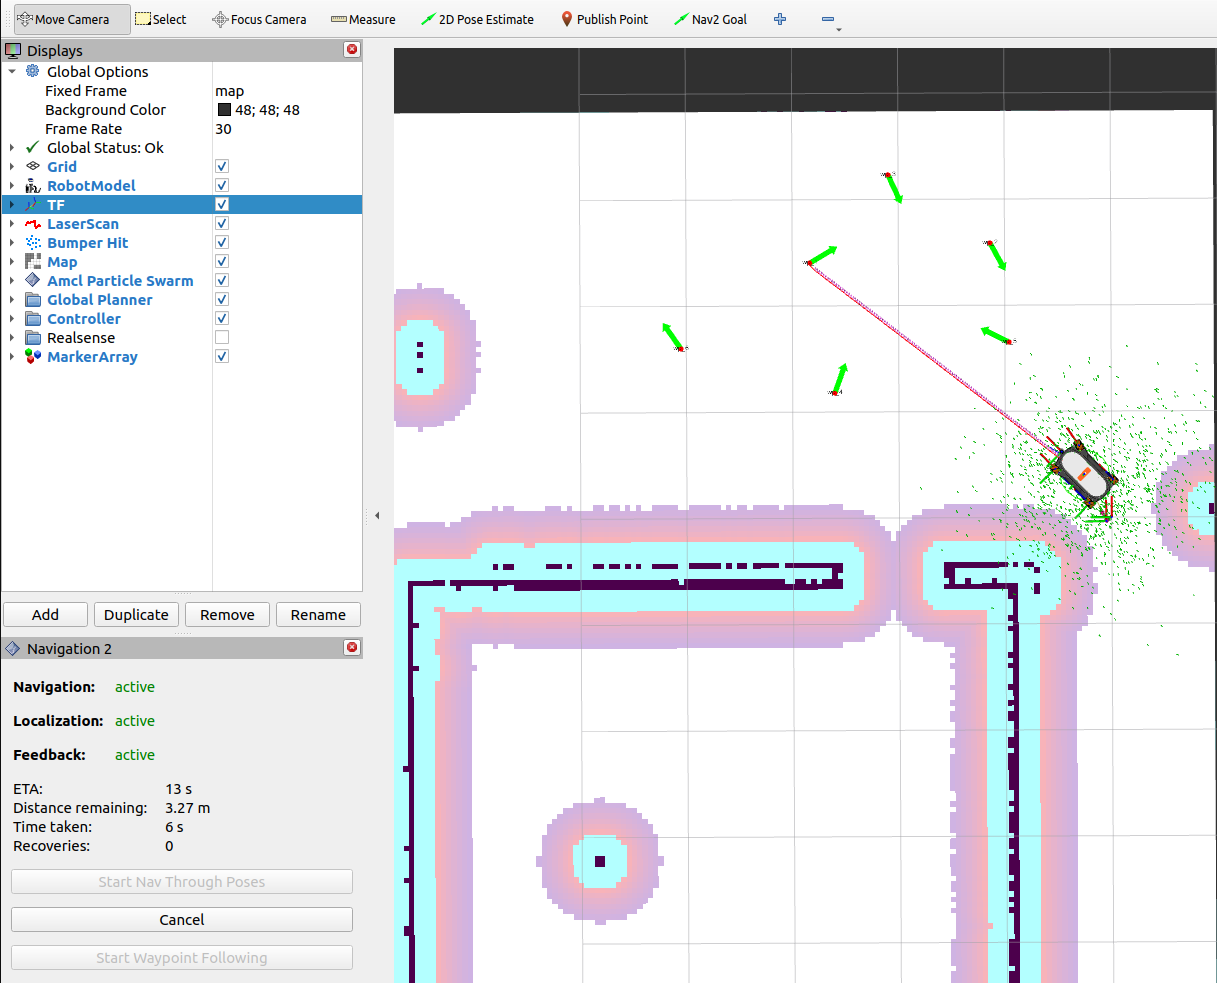 Move Camera Select Focus Camera Measure 2D Pose Estimate Publish Point Nav2 Goal
Displays
Global Options
Fixed Frame map
Background Color 48; 48; 48
Frame Rate 30
Global Status: Ok
Grid
RobotModel
TF
LaserScan
Bumper Hit
Map
Amcl Particle Swarm
Global Planner
Controller
Realsense
MarkerArray
Add Duplicate Remove Rename
Navigation 2
Navigation: active
Localization: active
Feedback: active
ETA: 13 s
Distance remaining: 3.27 m
Time taken: 6 s
Recoveries: 0
Start Nav Through Poses
Cancel
Start Waypoint Following